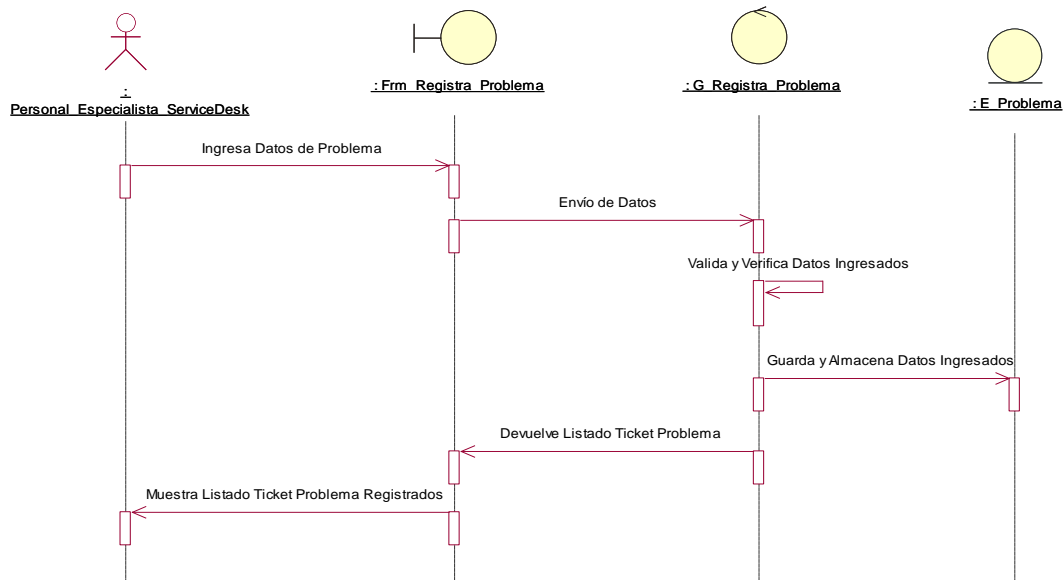 :
Personal_Especialista_ServiceDesk
: Frm_Registra_Problema
: G_Registra_Problema
: E_Problema
Ingresa Datos de Problema
Envío de Datos
Valida y Verifica Datos Ingresados
Guarda y Almacena Datos Ingresados
Devuelve Listado Ticket Problema
Muestra Listado Ticket Problema Registrados